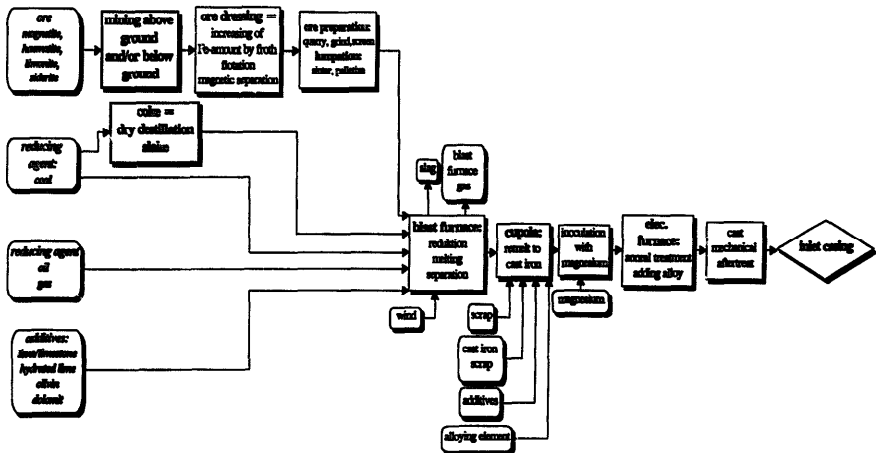 ore
magnetite,
haematite,
limonite,
siderite
mining above
ground
and/or below
ground
ore dressing =
increasing of
Fe-amount by froth
flotation
magnetic separation
ore preparation:
quarry, grind, screen
lumpation:
sinter, pelletize
coke =
dry destillation
slake
reducing
agent:
coal
reducing agent
oil
gas
additives:
lime/limestone
hydrated lime
olivin
dolomit
slag
blast
furnace
gas
blast furnace:
reduktion
melting
separation
wind
cupola:
remelt to
cast iron
scrap
cast iron
scrap
additives
alloying element
inoculation
with
magnesium
magnesium
elec.
furnace:
anneal treatment
adding alloy
cast
mechanical
aftertreat
inlet casing